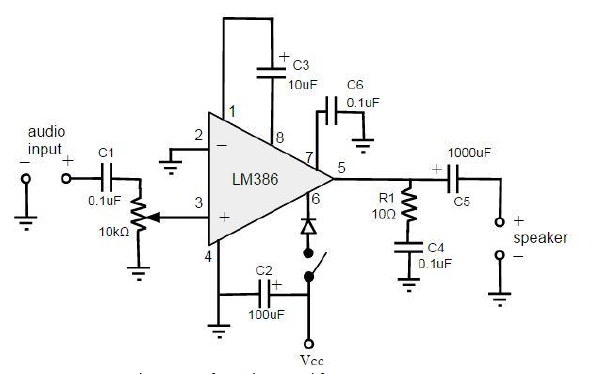 audio
input
-
+
C1
0.1uF
10kΩ
1
+
C3
10uF
8
2
−
LM386
3
+
4
7
C6
0.1uF
5
6
+
C2
100uF
Vcc
R1
10Ω
C4
0.1uF
1000uF
+
C5
+
speaker
-